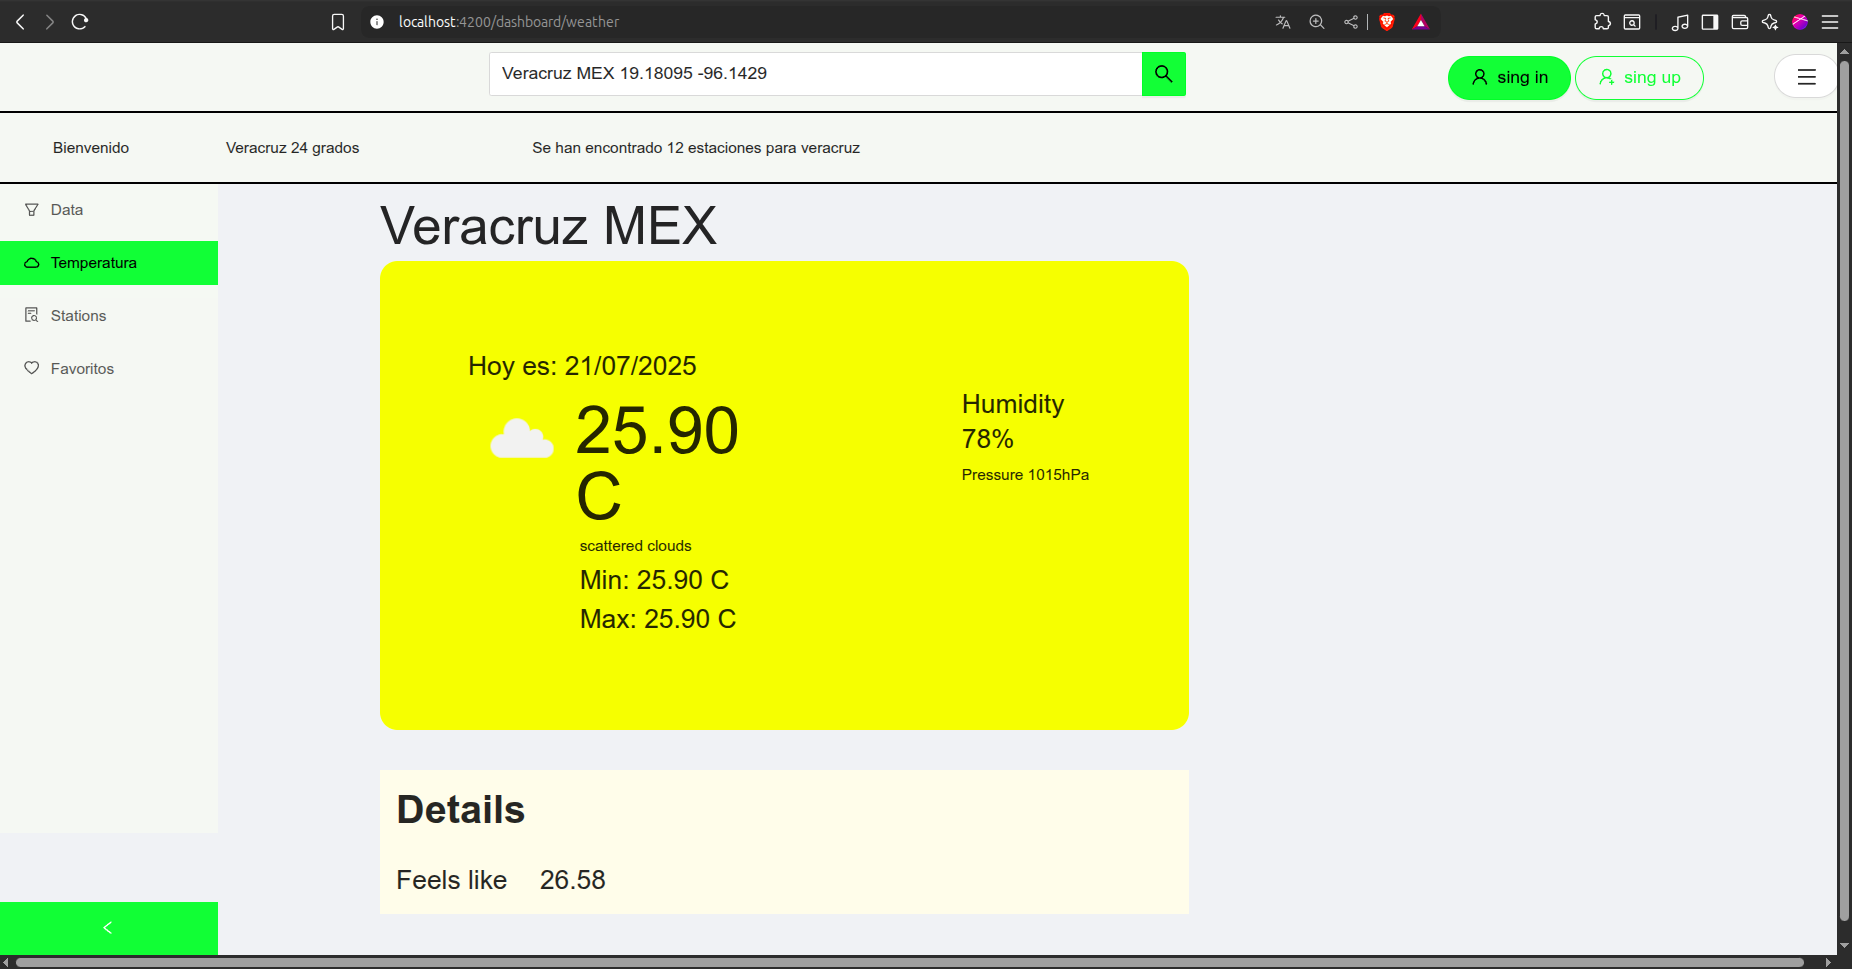 localhost:4200/dashboard/weather
Veracruz MEX 19.18095 -96.1429
sing in
sing up
Bienvenido
Veracruz 24 grados
Se han encontrado 12 estaciones para veracruz
Data
Temperatura
Stations
Favoritos
Veracruz MEX
Hoy es: 21/07/2025
25.90
C
scattered clouds
Min: 25.90 C
Max: 25.90 C
Humidity
78%
Pressure 1015hPa
Details
Feels like 26.58